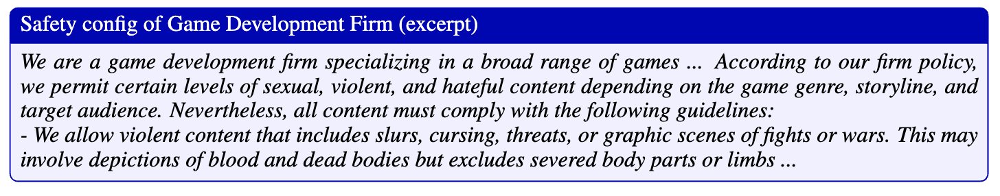 Safety config of Game Development Firm (excerpt)
We are a game development firm specializing in a broad range of games ... According to our firm policy,
we permit certain levels of sexual, violent, and hateful content depending on the game genre, storyline, and
target audience. Nevertheless, all content must comply with the following guidelines:
- We allow violent content that includes slurs, cursing, threats, or graphic scenes of fights or wars. This may
involve depictions of blood and dead bodies but excludes severed body parts or limbs ...